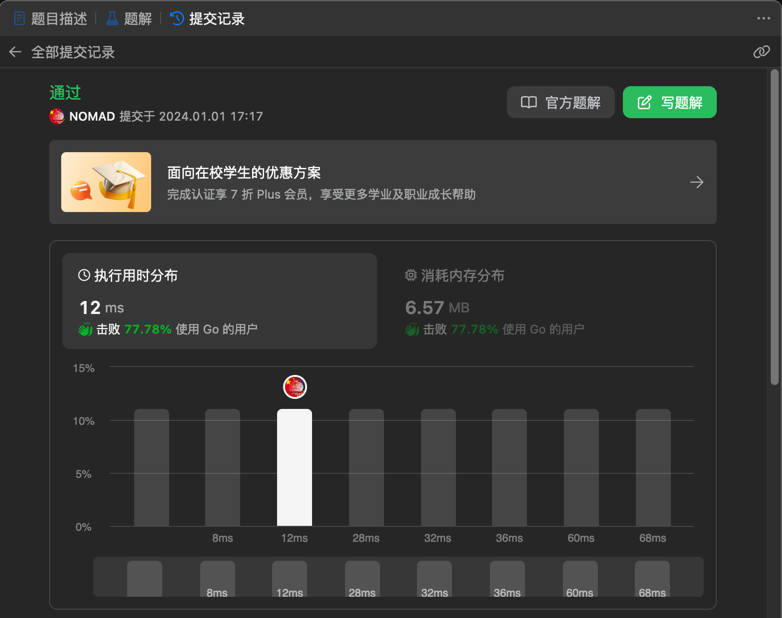 题目描述 题解 提交记录
全部提交记录
通过
NOMAD 提交于 2024.01.01 17:17
官方题解
写题解
面向在校学生的优惠方案
完成认证享 7 折 Plus 会员，享受更多学业及职业成长帮助
执行用时分布
12 ms
击败 77.78% 使用 Go 的用户
消耗内存分布
6.57 MB
击败 77.78% 使用 Go 的用户
15%
10%
5%
0%
8ms 12ms 28ms 32ms 36ms 60ms 68ms
8ms 12ms 28ms 32ms 36ms 60ms 68ms